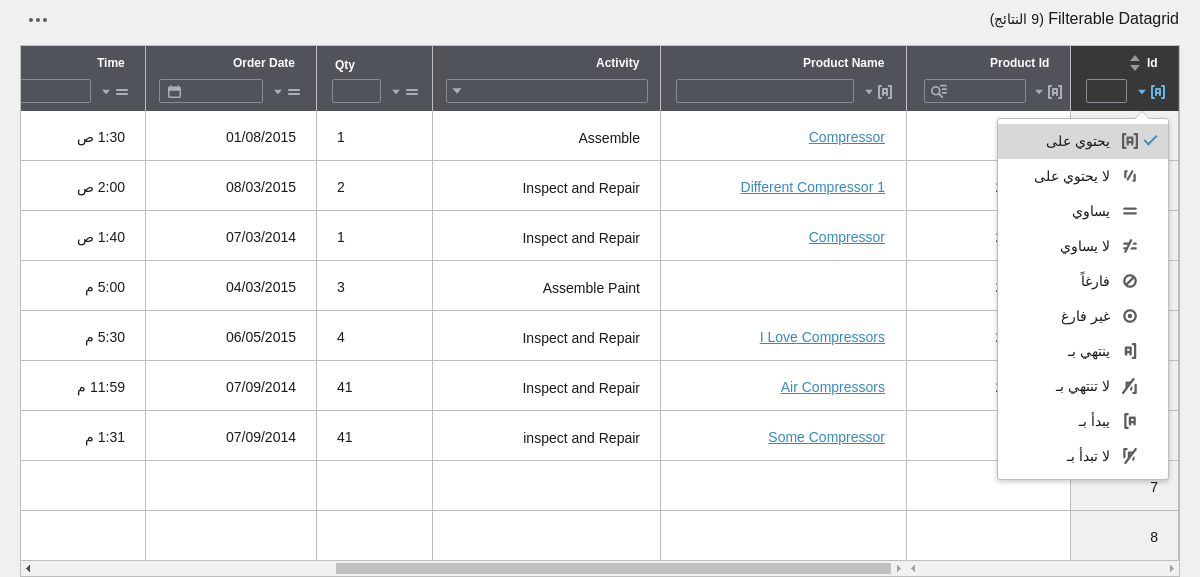 Filterable Datagrid (9 النتائج)
Id Product Id Product Name Activity Qty Order Date Time
Compressor Assemble 1 01/08/2015 1:30 ص
Different Compressor 1 Inspect and Repair 2 08/03/2015 2:00 ص
Compressor Inspect and Repair 1 07/03/2014 1:40 ص
Assemble Paint 3 04/03/2015 5:00 م
I Love Compressors Inspect and Repair 4 06/05/2015 5:30 م
Air Compressors Inspect and Repair 41 07/09/2014 11:59 م
Some Compressor inspect and Repair 41 07/09/2014 1:31 م
7
8
يحتوي على
لا يحتوي على
يساوي
لا يساوي
فارغاً
غير فارغ
ينتهي بـ
لا تنتهي بـ
يبدأ بـ
لا تبدأ بـ